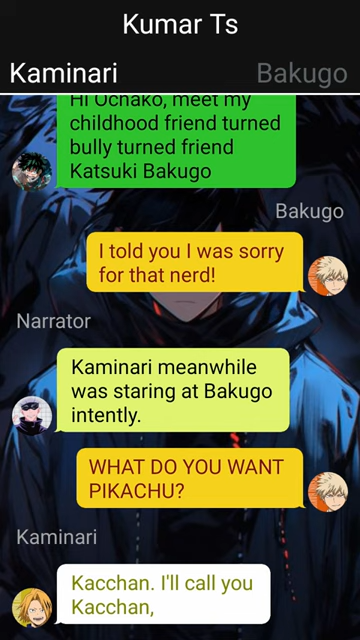 Kumar Ts
Kaminari
Bakugo
Hi Ochako, meet my
childhood friend turned
bully turned friend
Katsuki Bakugo
Bakugo
I told you I was sorry
for that nerd!
Narrator
Kaminari meanwhile
was staring at Bakugo
intently.
WHAT DO YOU WANT
PIKACHU?
Kaminari
Kacchan. I'll call you
Kacchan,